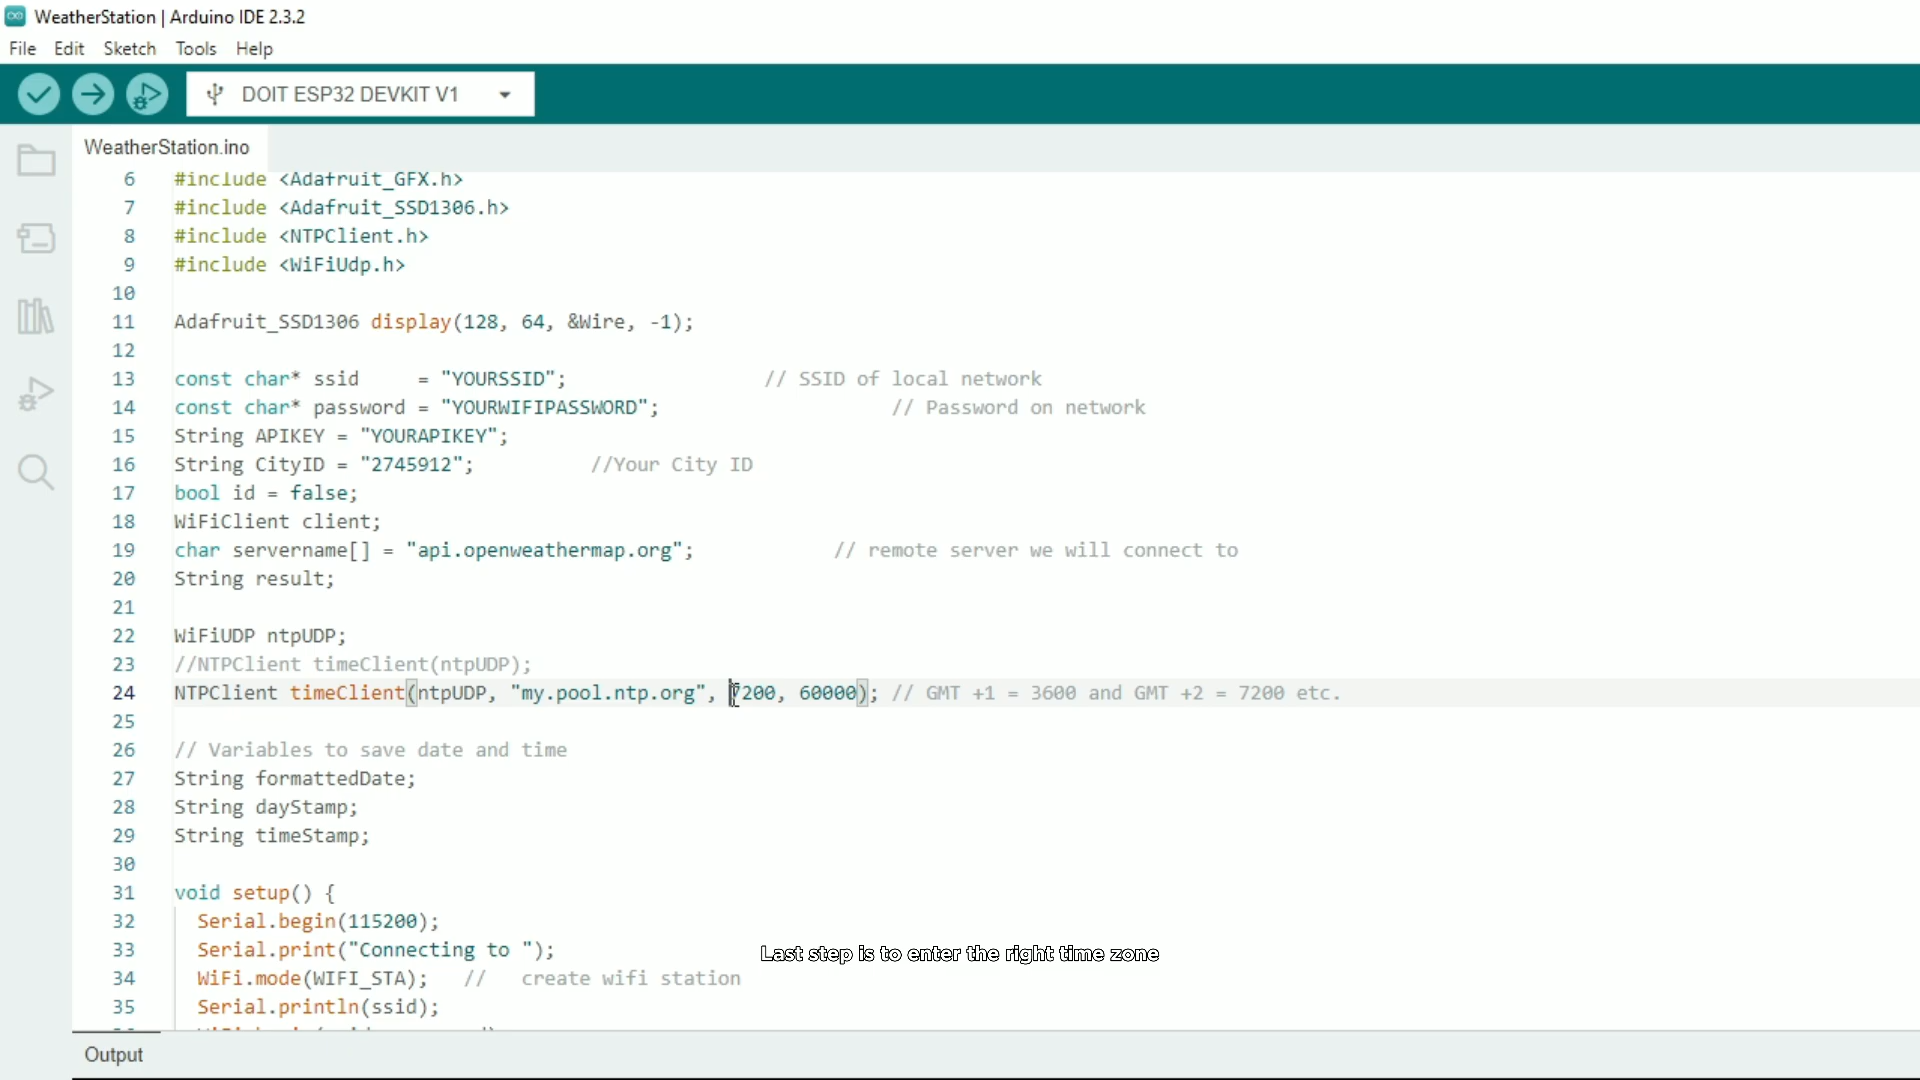 WeatherStation | Arduino IDE 2.3.2
File Edit Sketch Tools Help
DOIT ESP32 DEVKIT V1
WeatherStation.ino
6 #include <Adafruit_GFX.h>
7 #include <Adafruit_SSD1306.h>
8 #include <NTPClient.h>
9 #include <WiFiUdp.h>
10
11 Adafruit_SSD1306 display(128, 64, &Wire, -1);
12
13 const char* ssid     = "YOURSSID";                 // SSID of local network
14 const char* password = "YOURWIFIPASSWORD";                    // Password on network
15 String APIKEY = "YOURAPIKEY";
16 String CityID = "2745912";          //Your City ID
17 bool id = false;
18 WiFiClient client;
19 char servername[] = "api.openweathermap.org";            // remote server we will connect to
20 String result;
21
22 WiFiUDP ntpUDP;
23 //NTPClient timeClient(ntpUDP);
24 NTPClient timeClient(ntpUDP, "my.pool.ntp.org", 7200, 60000); // GMT +1 = 3600 and GMT +2 = 7200 etc.
25
26 // Variables to save date and time
27 String formattedDate;
28 String dayStamp;
29 String timeStamp;
30
31 void setup() {
32   Serial.begin(115200);
33   Serial.print("Connecting to ");
Last step is to enter the right time zone
34   WiFi.mode(WIFI_STA);   //   create wifi station
35   Serial.println(ssid);
Output